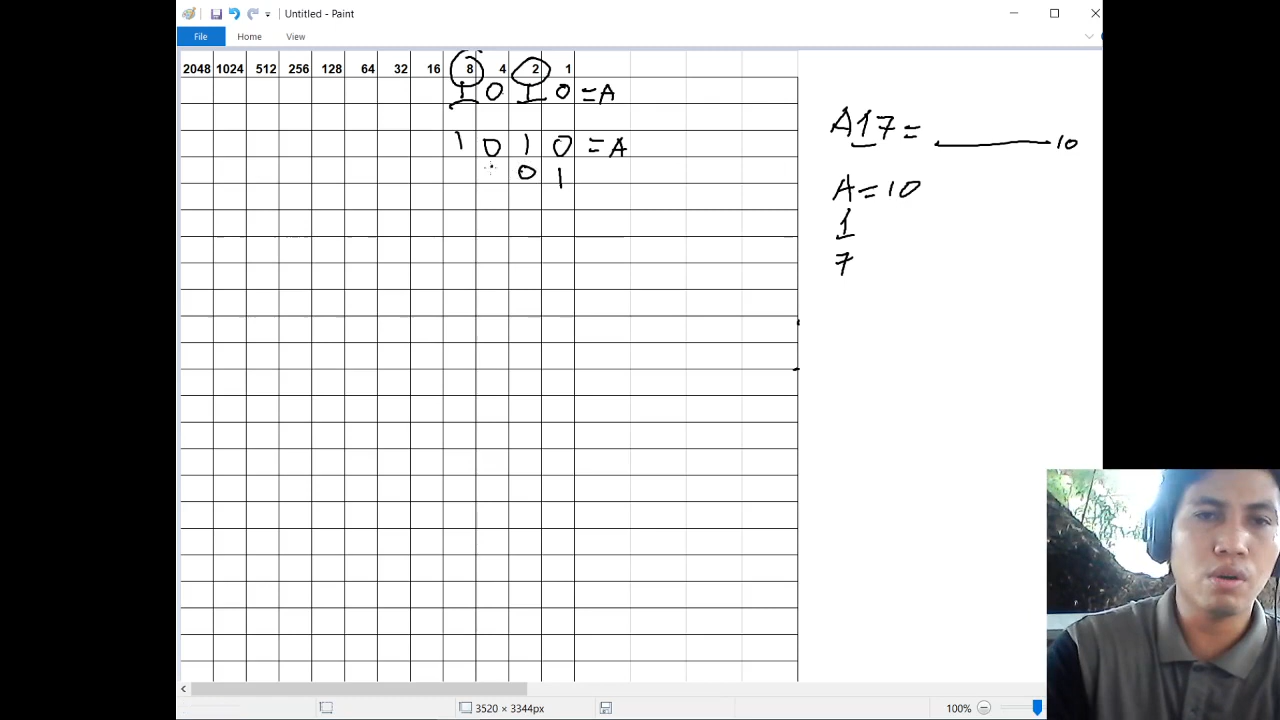 Untitled - Paint
File Home View
2048 1024 512 256 128 64 32 16 8 4 2 1
1 0 1 0 = A
1 0 1 0 = A
0 1
A17 = ________10
A = 10
1
7
3520 × 3344px
100%